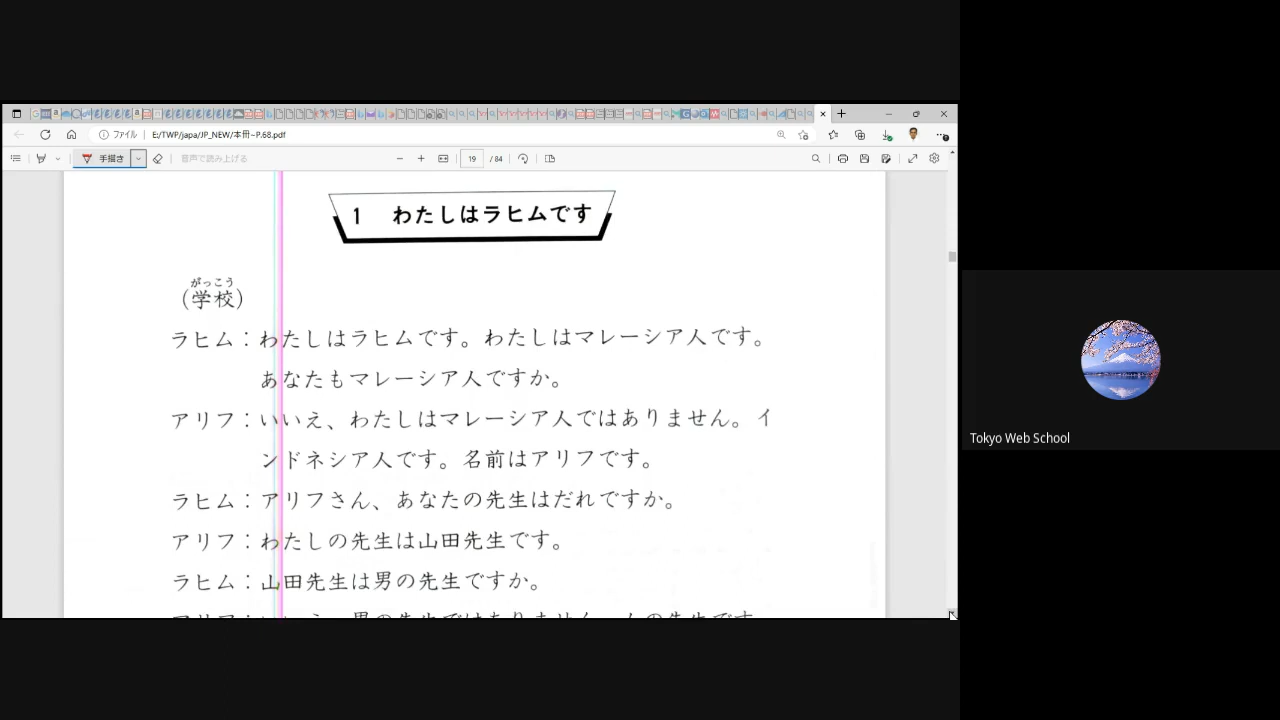 ファイル | E:/TWP/japa/JP_NEW/本冊~P.68.pdf
手描き 音声で読み上げる 19 / 84
1 わたしはラヒムです
がっこう
(学校)
ラヒム：わたしはラヒムです。わたしはマレーシア人です。
あなたもマレーシア人ですか。
アリフ：いいえ、わたしはマレーシア人ではありません。イ
ンドネシア人です。名前はアリフです。
ラヒム：アリフさん、あなたの先生はだれですか。
アリフ：わたしの先生は山田先生です。
ラヒム：山田先生は男の先生ですか。
Tokyo Web School